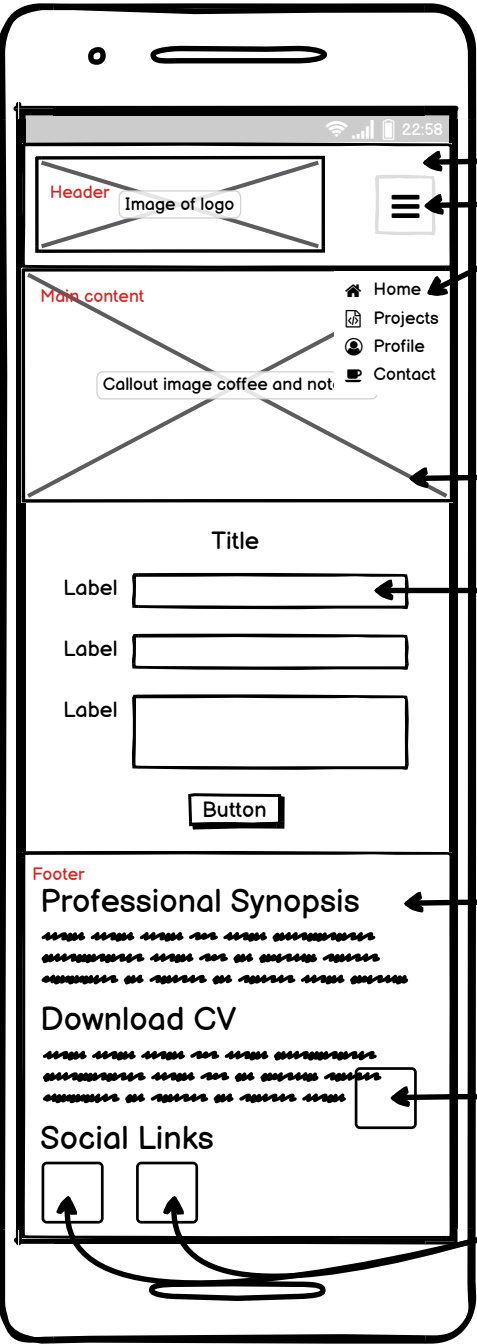 22:58
Header
Image of logo
Main content
Home
Projects
Profile
Contact
Callout image coffee and not
Title
Label
Label
Label
Button
Footer
Professional Synopsis
Download CV
Social Links